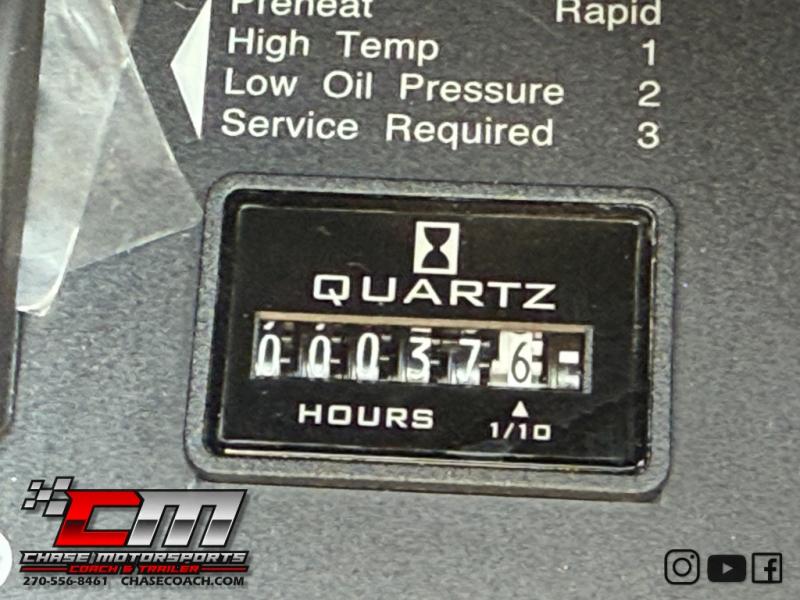 Preheat Rapid
High Temp 1
Low Oil Pressure 2
Service Required 3
QUARTZ
000376
HOURS
1/10
CM
CHASE MOTORSPORTS
COACH & TRAILER
270-556-8461 CHASECOACH.COM